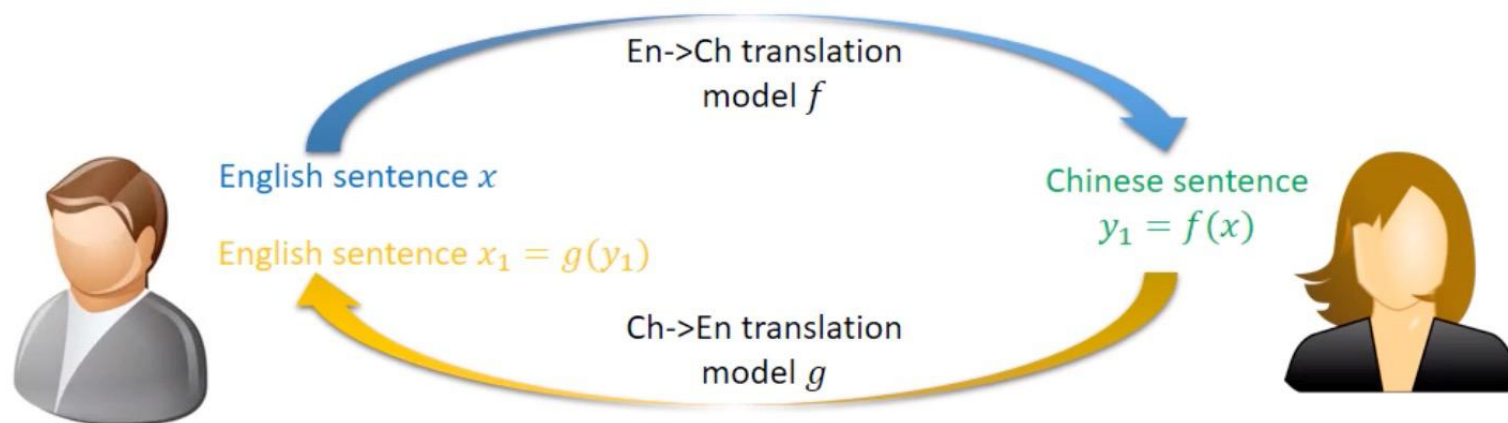 En->Ch translation
model f
English sentence x
Chinese sentence
y₁ = f(x)
English sentence x₁ = g(y₁)
Ch->En translation
model g